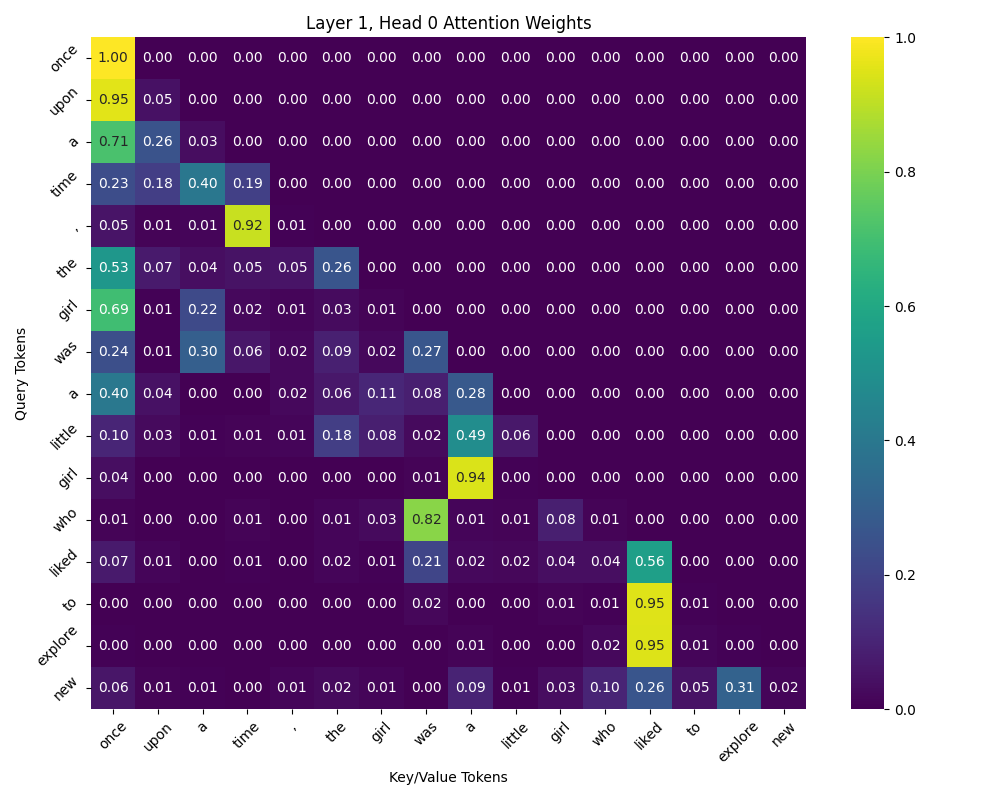 Layer 1, Head 0 Attention Weights
once 1.00 0.00 0.00 0.00 0.00 0.00 0.00 0.00 0.00 0.00 0.00 0.00 0.00 0.00 0.00 0.00
upon 0.95 0.05 0.00 0.00 0.00 0.00 0.00 0.00 0.00 0.00 0.00 0.00 0.00 0.00 0.00 0.00
a 0.71 0.26 0.03 0.00 0.00 0.00 0.00 0.00 0.00 0.00 0.00 0.00 0.00 0.00 0.00 0.00
time 0.23 0.18 0.40 0.19 0.00 0.00 0.00 0.00 0.00 0.00 0.00 0.00 0.00 0.00 0.00 0.00
, 0.05 0.01 0.01 0.92 0.01 0.00 0.00 0.00 0.00 0.00 0.00 0.00 0.00 0.00 0.00 0.00
the 0.53 0.07 0.04 0.05 0.05 0.26 0.00 0.00 0.00 0.00 0.00 0.00 0.00 0.00 0.00 0.00
girl 0.69 0.01 0.22 0.02 0.01 0.03 0.01 0.00 0.00 0.00 0.00 0.00 0.00 0.00 0.00 0.00
was 0.24 0.01 0.30 0.06 0.02 0.09 0.02 0.27 0.00 0.00 0.00 0.00 0.00 0.00 0.00 0.00
a 0.40 0.04 0.00 0.00 0.02 0.06 0.11 0.08 0.28 0.00 0.00 0.00 0.00 0.00 0.00 0.00
little 0.10 0.03 0.01 0.01 0.01 0.18 0.08 0.02 0.49 0.06 0.00 0.00 0.00 0.00 0.00 0.00
girl 0.04 0.00 0.00 0.00 0.00 0.00 0.00 0.01 0.94 0.00 0.00 0.00 0.00 0.00 0.00 0.00
who 0.01 0.00 0.00 0.01 0.00 0.01 0.03 0.82 0.01 0.01 0.08 0.01 0.00 0.00 0.00 0.00
liked 0.07 0.01 0.00 0.01 0.00 0.02 0.01 0.21 0.02 0.02 0.04 0.04 0.56 0.00 0.00 0.00
to 0.00 0.00 0.00 0.00 0.00 0.00 0.00 0.02 0.00 0.00 0.01 0.01 0.95 0.01 0.00 0.00
explore 0.00 0.00 0.00 0.00 0.00 0.00 0.00 0.00 0.01 0.00 0.00 0.02 0.95 0.01 0.00 0.00
new 0.06 0.01 0.01 0.00 0.01 0.02 0.01 0.00 0.09 0.01 0.03 0.10 0.26 0.05 0.31 0.02
once upon a time , the girl was a little girl who liked to explore new
Query Tokens
Key/Value Tokens
1.0
0.8
0.6
0.4
0.2
0.0